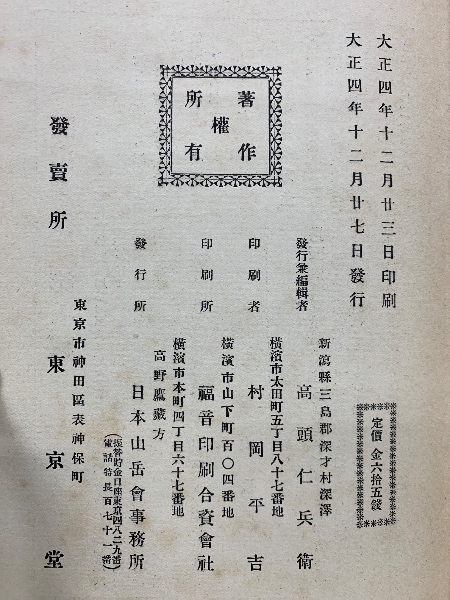 大正四年十二月廿三日印刷
大正四年十二月廿七日發行
定價金六拾五錢
著作權所有
新潟縣三島郡深才村深澤
發行兼編輯者 高頭仁兵衛
橫濱市太田町五丁目八十七番地
印刷者 村岡平吉
橫濱市山下町百〇四番地
印刷所 福音印刷合資會社
橫濱市本町四丁目六十七番地
高野鷹藏方
發行所 日本山岳會事務所
(振替貯金口座東京四八二九番
電話特長百七十一番)
東京市神田區表神保町
發賣所 東京堂